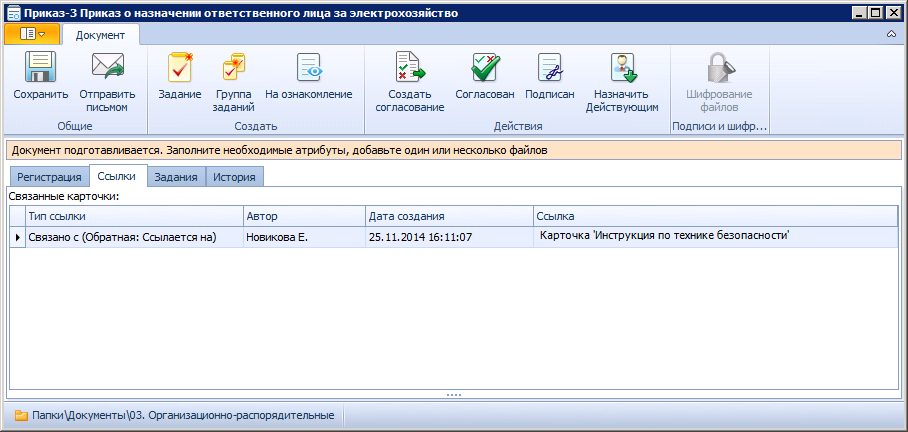 Приказ-3 Приказ о назначении ответственного лица за электрохозяйство
Документ
Сохранить
Отправить
письмом
Общие
Задание
Группа
заданий
На ознакомление
Создать
Создать
согласование
Согласован
Подписан
Назначить
Действующим
Действия
Шифрование
файлов
Подписи и шифр...
Документ подготавливается. Заполните необходимые атрибуты, добавьте один или несколько файлов
Регистрация Ссылки Задания История
Связанные карточки:
Тип ссылки Автор Дата создания Ссылка
Связано с (Обратная: Ссылается на) Новикова Е. 25.11.2014 16:11:07 Карточка 'Инструкция по технике безопасности'
Папки\Документы\03. Организационно-распорядительные